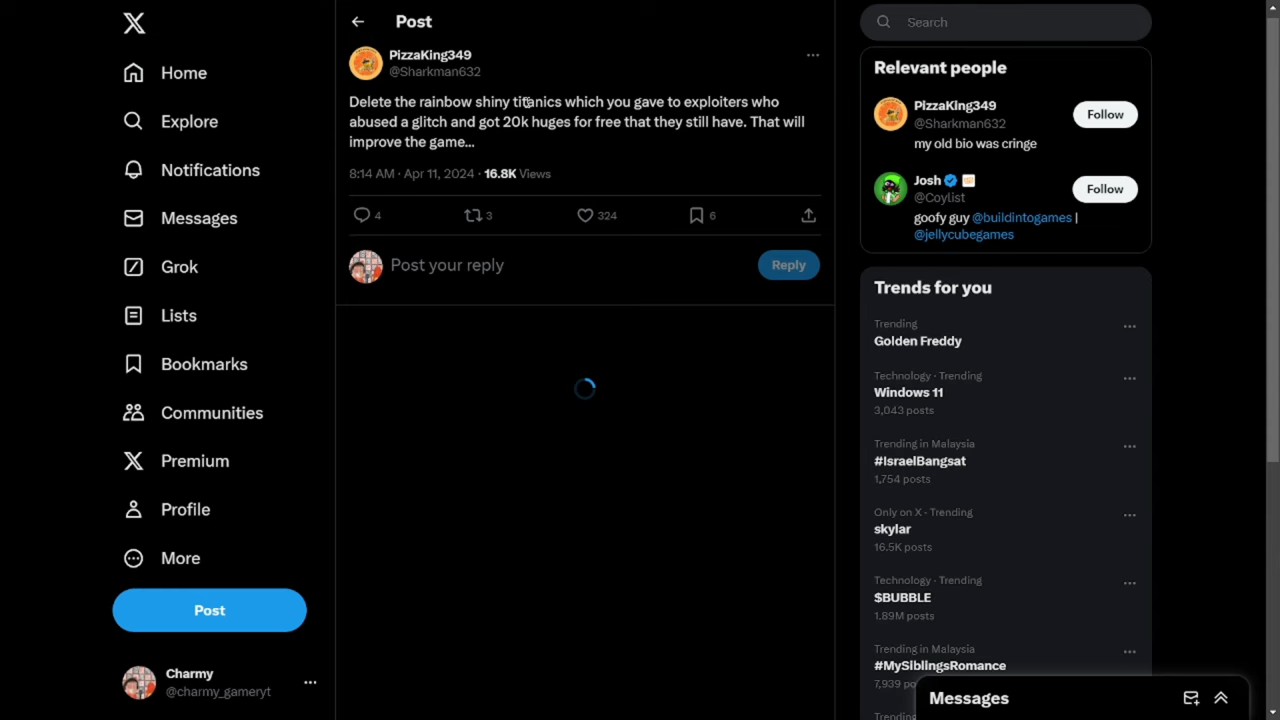 Home
Explore
Notifications
Messages
Grok
Lists
Bookmarks
Communities
Premium
Profile
More
Post
Charmy
@charmy_gameryt
Post
PizzaKing349
@Sharkman632
Delete the rainbow shiny titanics which you gave to exploiters who
abused a glitch and got 20k huges for free that they still have. That will
improve the game...
8:14 AM · Apr 11, 2024 · 16.8K Views
4 3 324 6
Post your reply
Reply
Search
Relevant people
PizzaKing349
@Sharkman632
Follow
my old bio was cringe
Josh
@Coylist
Follow
goofy guy @buildintogames |
@jellycubegames
Trends for you
Trending
Golden Freddy
Technology · Trending
Windows 11
3,043 posts
Trending in Malaysia
#IsraelBangsat
1,754 posts
Only on X · Trending
skylar
16.5K posts
Technology · Trending
$BUBBLE
1.89M posts
Trending in Malaysia
#MySiblingsRomance
7,939
Messages